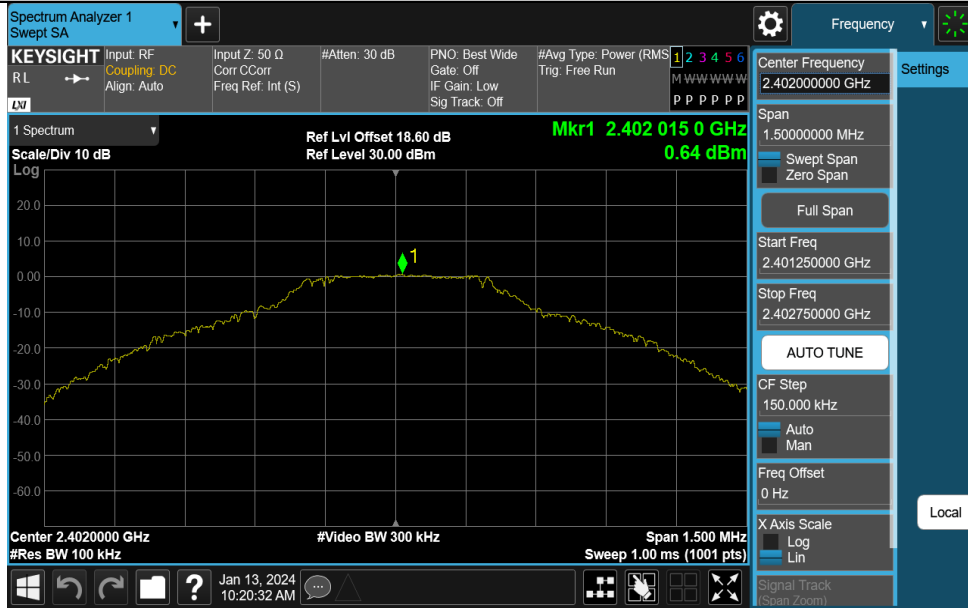 Spectrum Analyzer 1
Swept SA
+
Frequency
KEYSIGHT
RL
LXI
Input: RF
Coupling: DC
Align: Auto
Input Z: 50 Ω
Corr CCorr
Freq Ref: Int (S)
#Atten: 30 dB
PNO: Best Wide
Gate: Off
IF Gain: Low
Sig Track: Off
#Avg Type: Power (RMS
Trig: Free Run
1 2 3 4 5 6
M W W W W W
P P P P P P
1 Spectrum
Scale/Div 10 dB
Log
Ref Lvl Offset 18.60 dB
Ref Level 30.00 dBm
Mkr1 2.402 015 0 GHz
0.64 dBm
20.0
10.0
0.00
-10.0
-20.0
-30.0
-40.0
-50.0
-60.0
1
Center 2.4020000 GHz
#Res BW 100 kHz
#Video BW 300 kHz
Span 1.500 MHz
Sweep 1.00 ms (1001 pts)
Center Frequency
2.402000000 GHz
Settings
Span
1.50000000 MHz
Swept Span
Zero Span
Full Span
Start Freq
2.401250000 GHz
Stop Freq
2.402750000 GHz
AUTO TUNE
CF Step
150.000 kHz
Auto
Man
Freq Offset
0 Hz
Local
X Axis Scale
Log
Lin
Signal Track
(Span Zoom)
?
Jan 13, 2024
10:20:32 AM